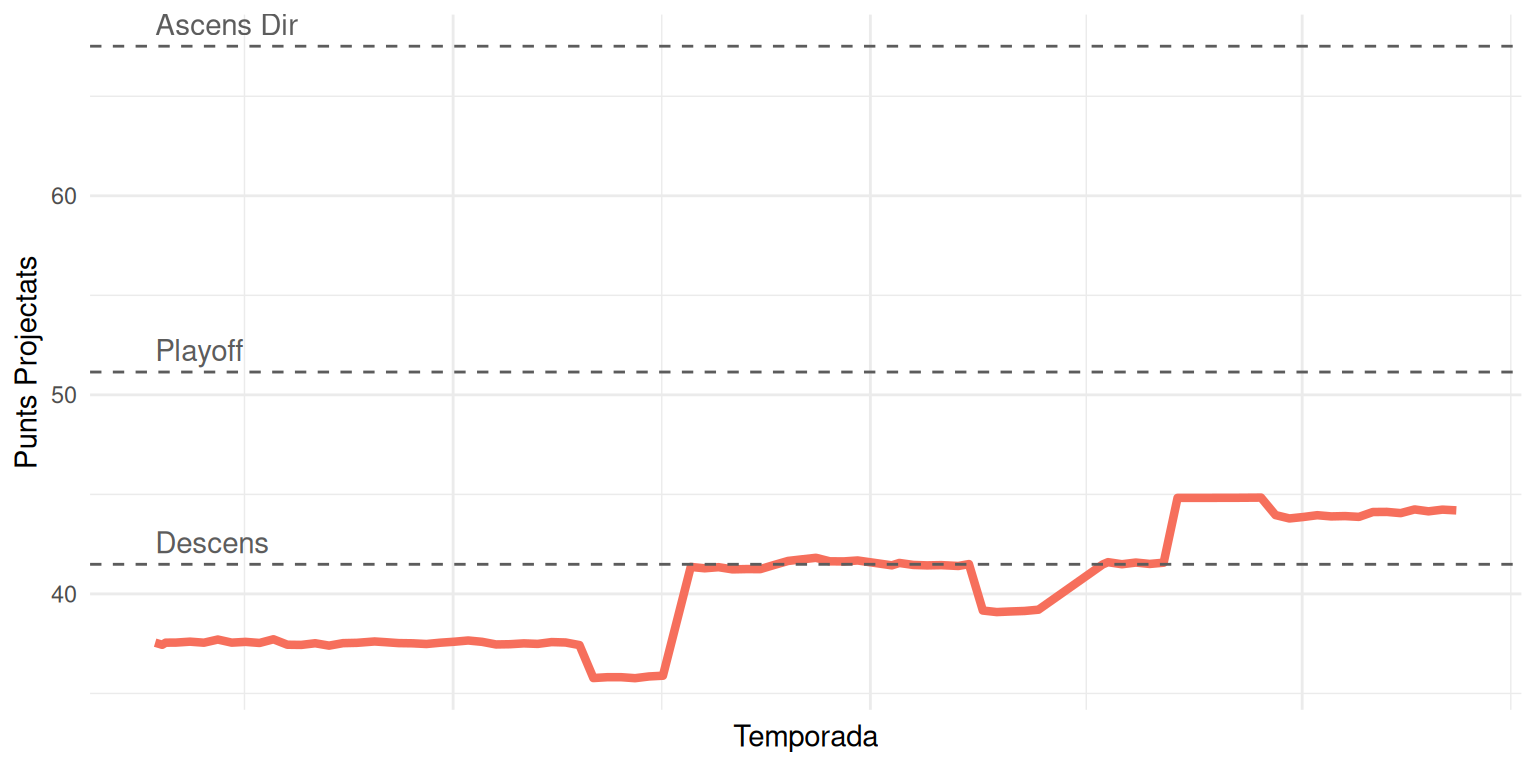 Ascens Dir
60
Playoff
50
Descens
40
Punts Projectats
Temporada